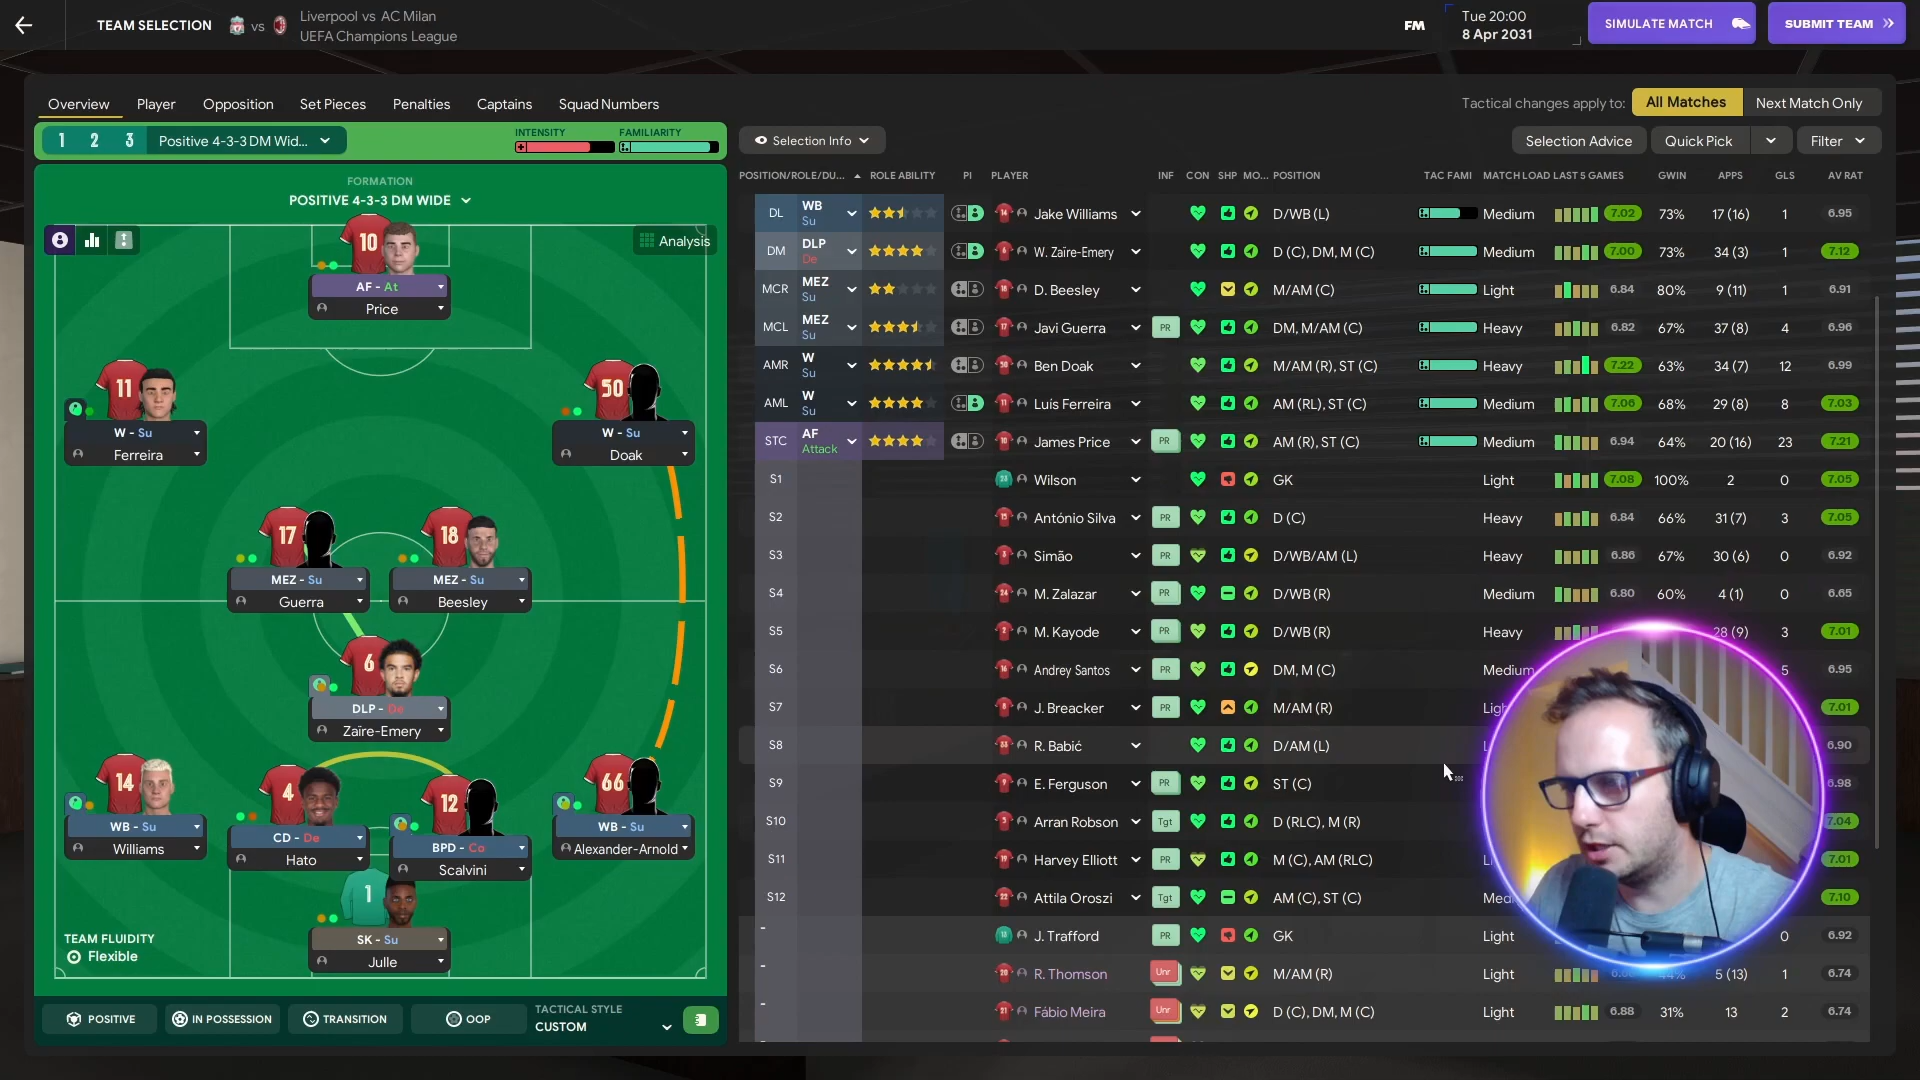 TEAM SELECTION
vs
Liverpool vs AC Milan
UEFA Champions League
FM
Tue 20:00
8 Apr 2031
SIMULATE MATCH
SUBMIT TEAM
Overview
Player
Opposition
Set Pieces
Penalties
Captains
Squad Numbers
Tactical changes apply to:
All Matches
Next Match Only
1 2 3
Positive 4-3-3 DM Wid...
INTENSITY
FAMILIARITY
Selection Info
Selection Advice
Quick Pick
Filter
FORMATION
POSITIVE 4-3-3 DM WIDE
Analysis
10
AF - At
Price
11
W - Su
Ferreira
50
W - Su
Doak
17
MEZ - Su
Guerra
18
MEZ - Su
Beesley
6
DLP - De
Zaïre-Emery
14
WB - Su
Williams
4
CD - De
Hato
12
BPD - Co
Scalvini
66
WB - Su
Alexander-Arnold
1
SK - Su
Julle
TEAM FLUIDITY
Flexible
POSITIVE
IN POSSESSION
TRANSITION
OOP
TACTICAL STYLE
CUSTOM
POSITION/ROLE/DU... ROLE ABILITY PI PLAYER INF CON SHP MO... POSITION TAC FAMI MATCH LOAD LAST 5 GAMES GWIN APPS GLS AV RAT
DL WB Su Jake Williams D/WB (L) Medium 7.02 73% 17 (16) 1 6.95
DM DLP De W. Zaïre-Emery D (C), DM, M (C) Medium 7.00 73% 34 (3) 1 7.12
MCR MEZ Su D. Beesley M/AM (C) Light 6.84 80% 9 (11) 1 6.91
MCL MEZ Su Javi Guerra PR DM, M/AM (C) Heavy 6.82 67% 37 (8) 4 6.96
AMR W Su Ben Doak M/AM (R), ST (C) Heavy 7.22 63% 34 (7) 12 6.99
AML W Su Luís Ferreira AM (RL), ST (C) Medium 7.06 68% 29 (8) 8 7.03
STC AF Attack James Price PR AM (R), ST (C) Medium 6.94 64% 20 (16) 23 7.21
S1 Wilson GK Light 7.08 100% 2 0 7.05
S2 António Silva PR D (C) Heavy 6.84 66% 31 (7) 3 7.05
S3 Simão PR D/WB/AM (L) Heavy 6.86 67% 30 (6) 0 6.92
S4 M. Zalazar PR D/WB (R) Medium 6.80 60% 4 (1) 0 6.65
S5 M. Kayode PR D/WB (R) Heavy 28 (9) 3 7.01
S6 Andrey Santos PR DM, M (C) Medium 5 6.95
S7 J. Breacker PR M/AM (R) 7.01
S8 R. Babić D/AM (L) 6.90
S9 E. Ferguson PR ST (C) 6.98
S10 Arran Robson Tgt D (RLC), M (R) 7.04
S11 Harvey Elliott PR M (C), AM (RLC) 7.01
S12 Attila Oroszi Tgt AM (C), ST (C) 7.10
- J. Trafford PR GK Light 0 6.92
- R. Thomson Unr M/AM (R) Light 44% 5 (13) 1 6.74
- Fábio Meira Unr D (C), DM, M (C) Light 6.88 31% 13 2 6.74